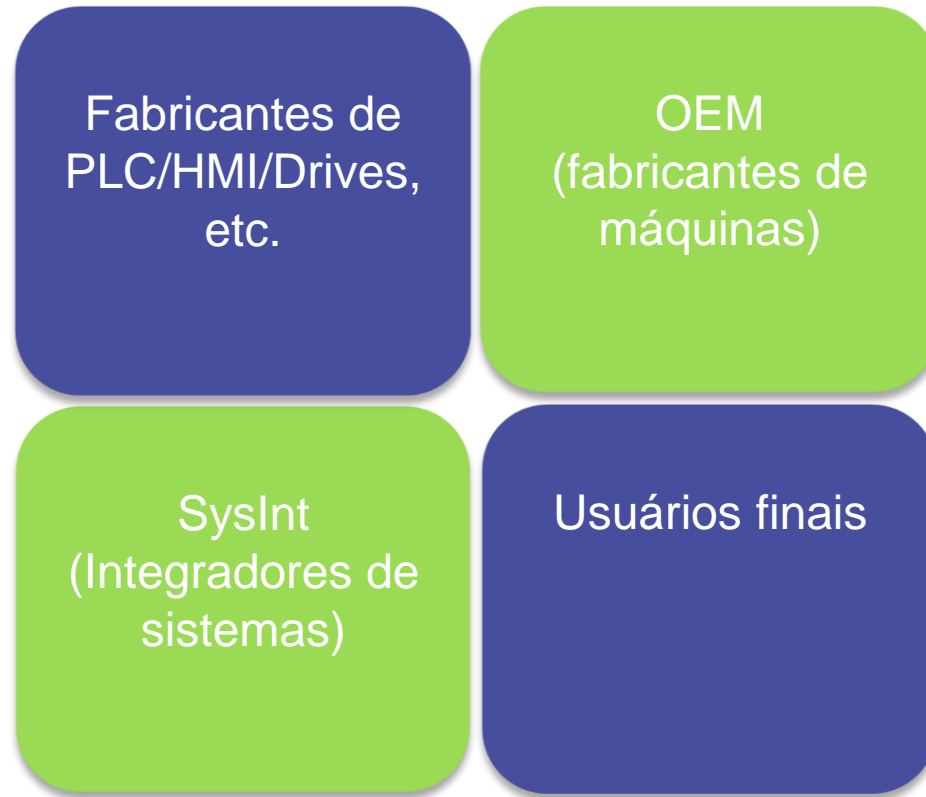 Fabricantes de
PLC/HMI/Drives,
etc.
OEM
(fabricantes de
máquinas)
SysInt
(Integradores de
sistemas)
Usuários finais